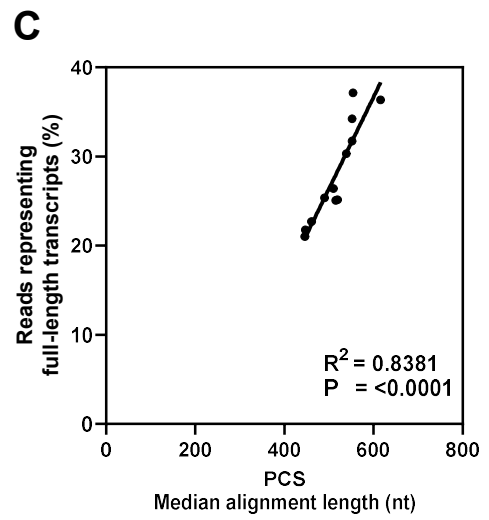 C
Reads representing
full-length transcripts (%)
40
30
20
10
0
0 200 400 600 800
R² = 0.8381
P = <0.0001
PCS
Median alignment length (nt)